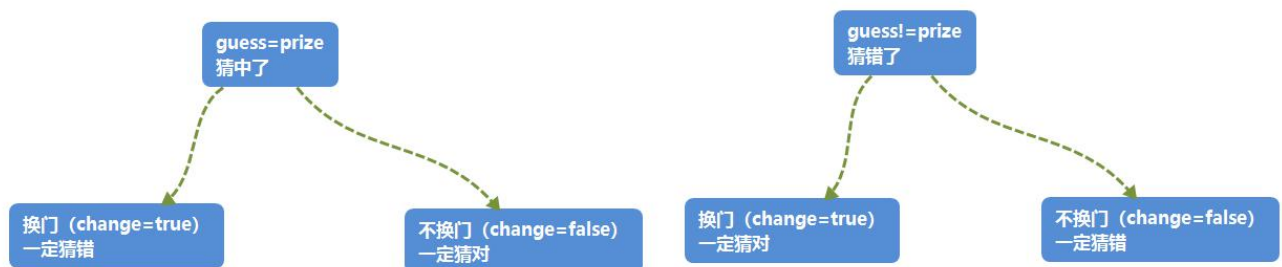 guess=prize
猜中了
guess!=prize
猜错了
换门（change=true）
一定猜错
不换门（change=false）
一定猜对
换门（change=true）
一定猜对
不换门（change=false）
一定猜错